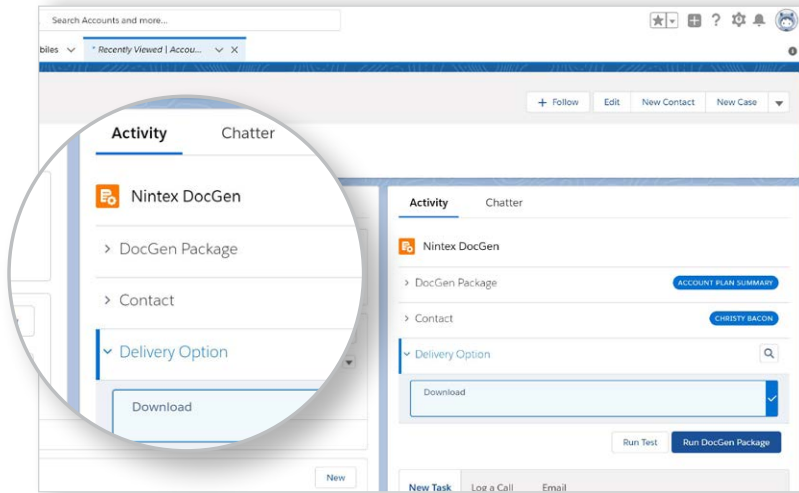 Search Accounts and more...
biles
* Recently Viewed | Accou...
+ Follow
Edit
New Contact
New Case
Activity
Chatter
Nintex DocGen
> DocGen Package
> Contact
Delivery Option
Download
Activity
Chatter
Nintex DocGen
> DocGen Package
ACCOUNT PLAN SUMMARY
> Contact
CHRISTY BACON
Delivery Option
Download
Run Test
Run DocGen Package
New
New Task
Log a Call
Email